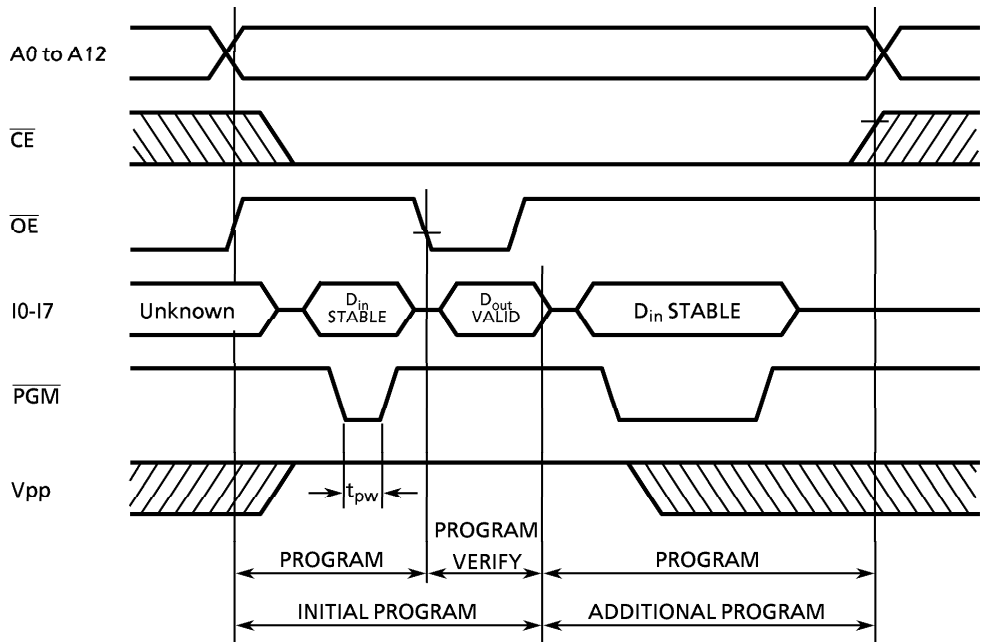 A0 to A12
CE
OE
I0-I7
Unknown
Din
STABLE
Dout
VALID
Din STABLE
PGM
Vpp
tpw
PROGRAM
PROGRAM
VERIFY
PROGRAM
INITIAL PROGRAM
ADDITIONAL PROGRAM